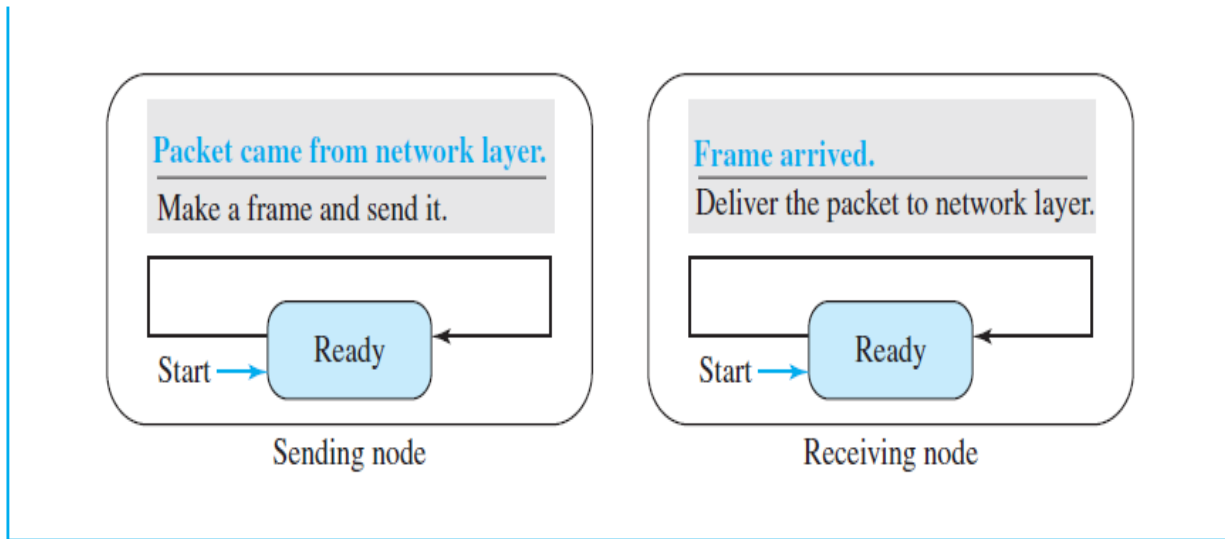 Packet came from network layer.
Make a frame and send it.
Ready
Start
Sending node
Frame arrived.
Deliver the packet to network layer.
Ready
Start
Receiving node